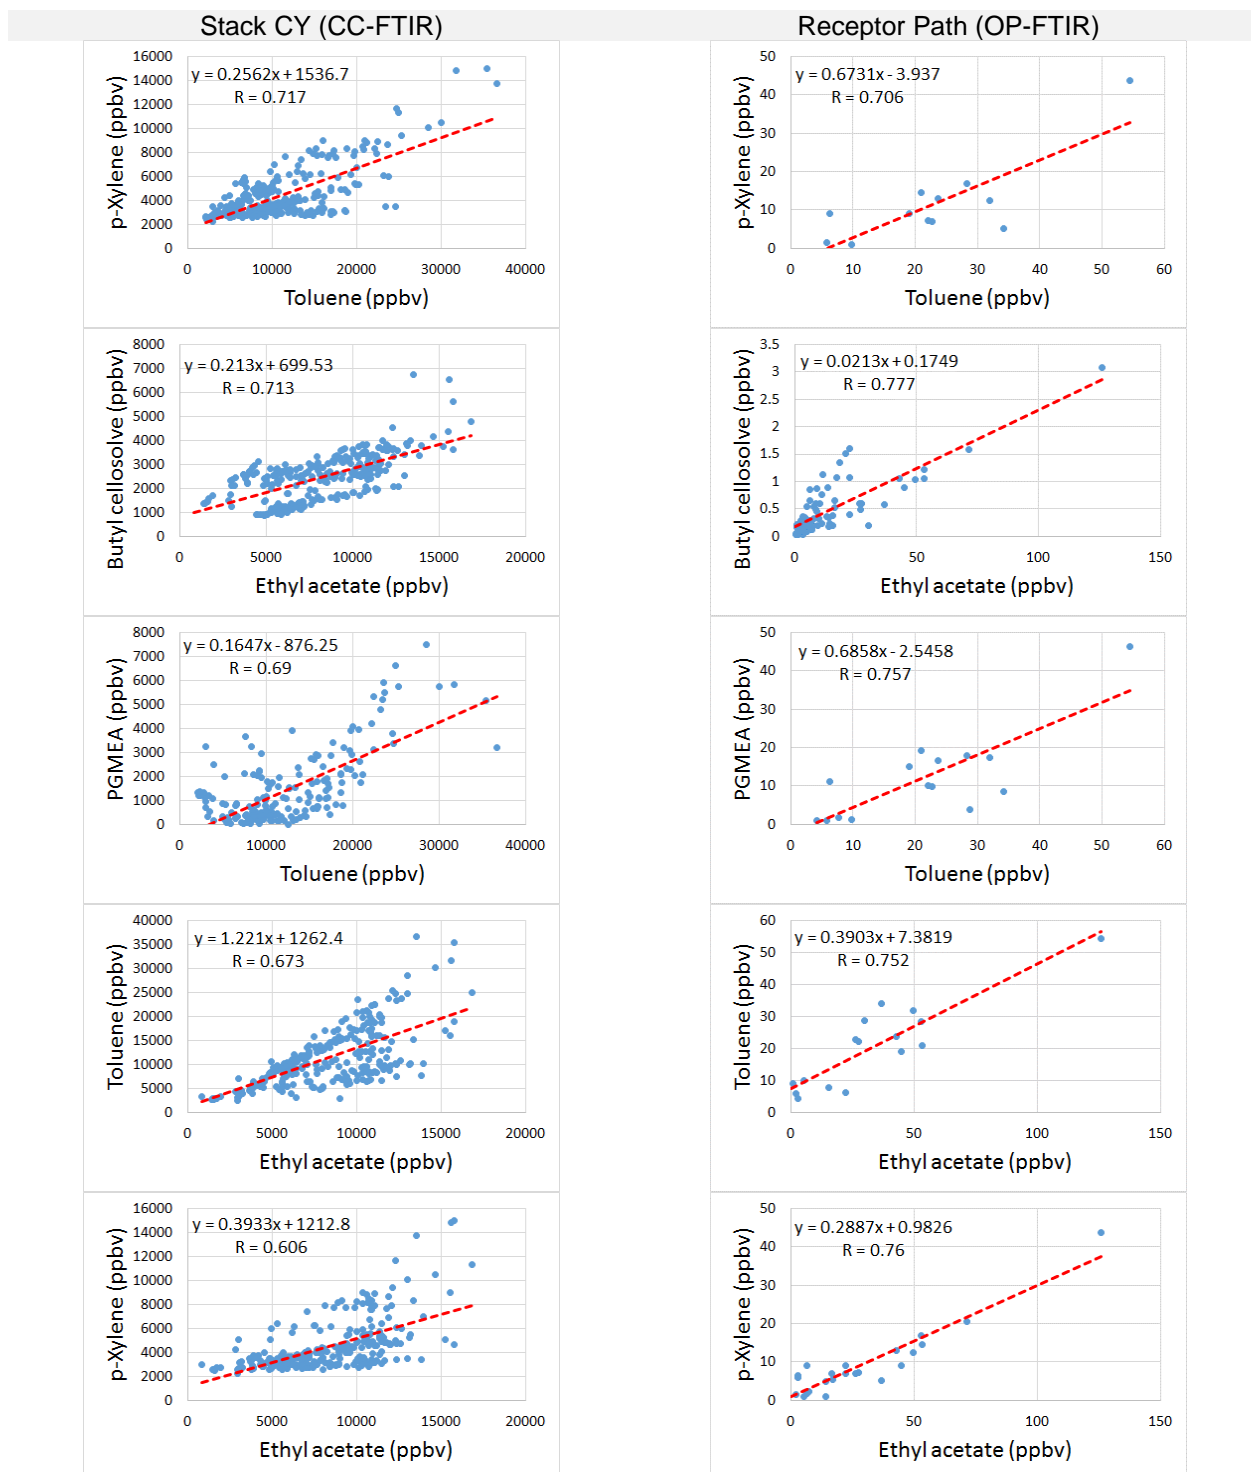 Stack CY (CC-FTIR)
Receptor Path (OP-FTIR)
p-Xylene (ppbv)
16000
14000
12000
10000
8000
6000
4000
2000
0
y = 0.2562x + 1536.7
R = 0.717
0 10000 20000 30000 40000
Toluene (ppbv)
p-Xylene (ppbv)
50
40
30
20
10
0
y = 0.6731x - 3.937
R = 0.706
0 10 20 30 40 50 60
Toluene (ppbv)
Butyl cellosolve (ppbv)
8000
7000
6000
5000
4000
3000
2000
1000
0
y = 0.213x + 699.53
R = 0.713
0 5000 10000 15000 20000
Ethyl acetate (ppbv)
Butyl cellosolve (ppbv)
3.5
3
2.5
2
1.5
1
0.5
0
y = 0.0213x + 0.1749
R = 0.777
0 50 100 150
Ethyl acetate (ppbv)
PGMEA (ppbv)
8000
7000
6000
5000
4000
3000
2000
1000
0
y = 0.1647x - 876.25
R = 0.69
0 10000 20000 30000 40000
Toluene (ppbv)
PGMEA (ppbv)
50
40
30
20
10
0
y = 0.6858x - 2.5458
R = 0.757
0 10 20 30 40 50 60
Toluene (ppbv)
Toluene (ppbv)
40000
35000
30000
25000
20000
15000
10000
5000
0
y = 1.221x + 1262.4
R = 0.673
0 5000 10000 15000 20000
Ethyl acetate (ppbv)
Toluene (ppbv)
60
50
40
30
20
10
0
y = 0.3903x + 7.3819
R = 0.752
0 50 100 150
Ethyl acetate (ppbv)
p-Xylene (ppbv)
16000
14000
12000
10000
8000
6000
4000
2000
0
y = 0.3933x + 1212.8
R = 0.606
0 5000 10000 15000 20000
Ethyl acetate (ppbv)
p-Xylene (ppbv)
50
40
30
20
10
0
y = 0.2887x + 0.9826
R = 0.76
0 50 100 150
Ethyl acetate (ppbv)